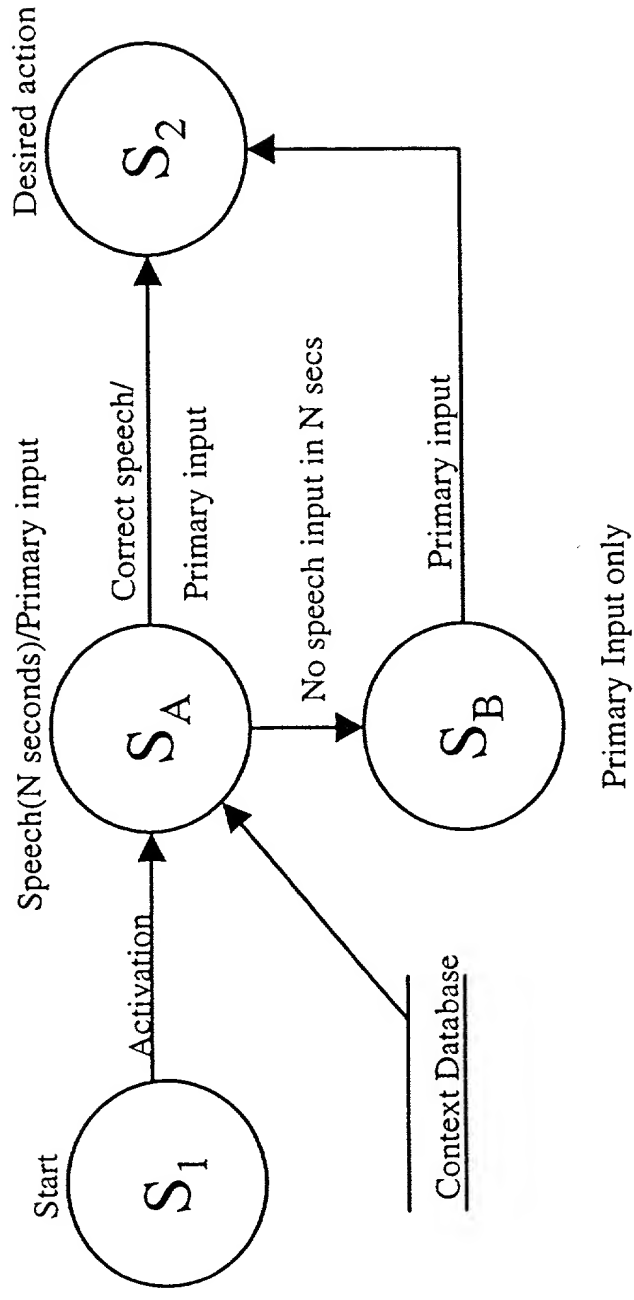 Start
S1
Activation
Speech(N seconds)/Primary input
SA
Correct speech/
Primary input
Desired action
S2
No speech input in N secs
Context Database
SB
Primary input
Primary Input only